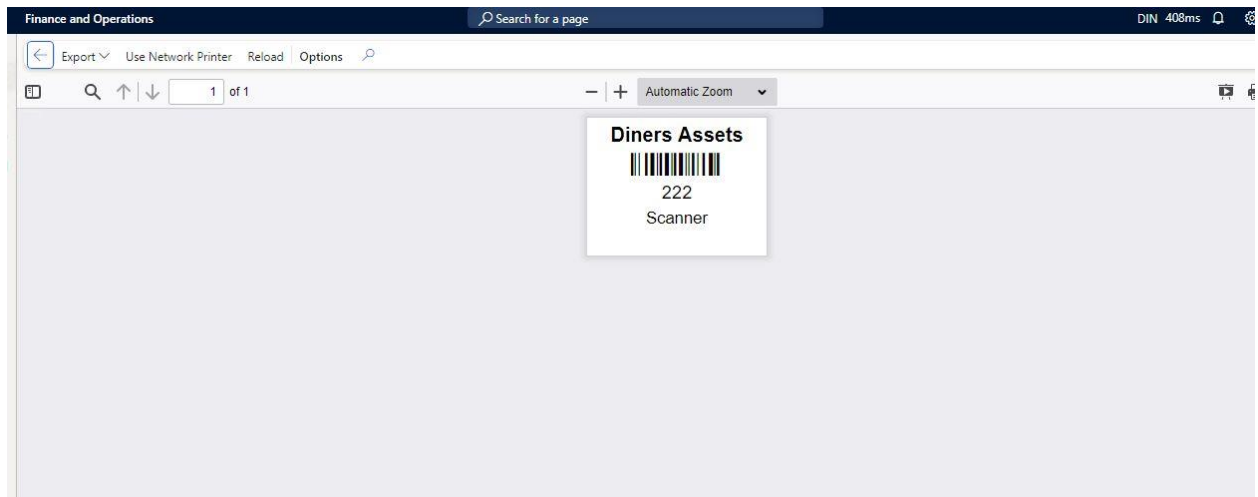 Finance and Operations Search for a page DIN 408ms
Export Use Network Printer Reload Options
1 of 1 Automatic Zoom
Diners Assets
222
Scanner